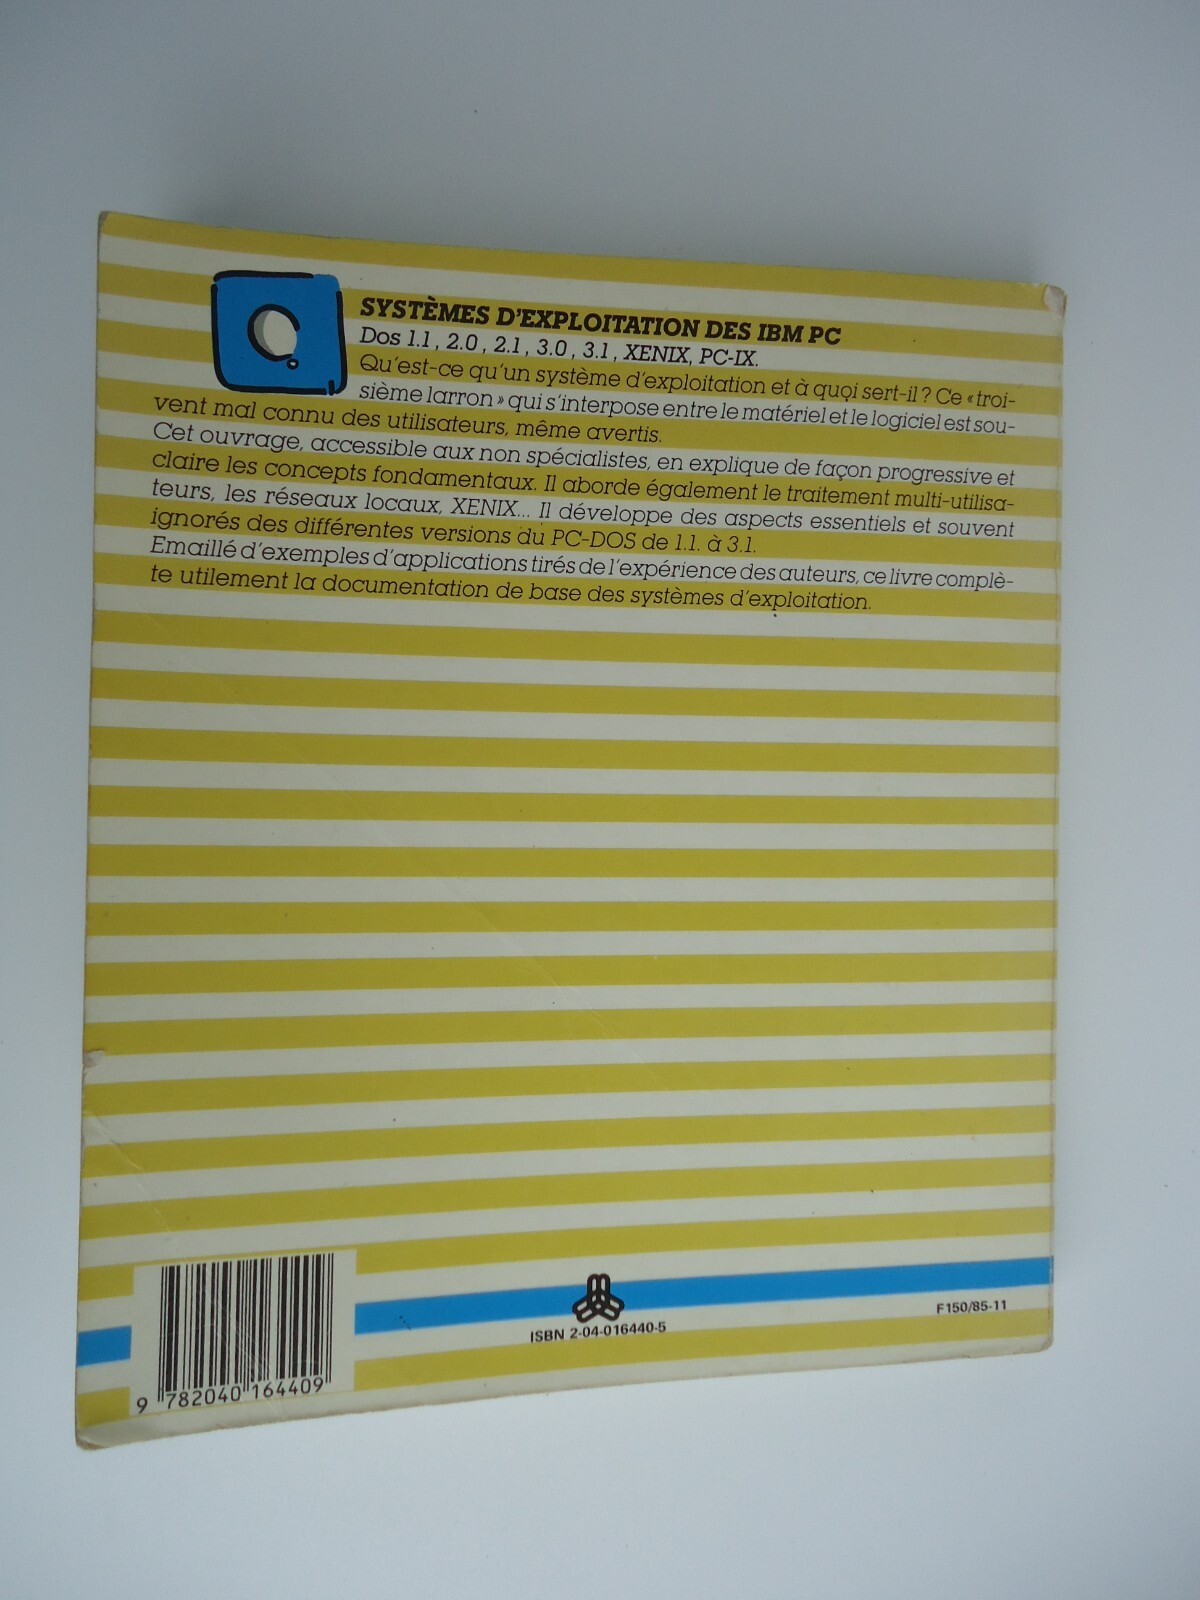 SYSTÈMES D'EXPLOITATION DES IBM PC
Dos 1.1, 2.0, 2.1, 3.0, 3.1, XENIX, PC-IX.
Qu'est-ce qu'un système d'exploitation et à quoi sert-il? Ce «troi-
sième larron» qui s'interpose entre le matériel et le logiciel est sou-
vent mal connu des utilisateurs, même avertis.
Cet ouvrage, accessible aux non spécialistes, en explique de façon progressive et
claire les concepts fondamentaux. Il aborde également le traitement multi-utilisa-
teurs, les réseaux locaux, XENIX... Il développe des aspects essentiels et souvent
ignorés des différentes versions du PC-DOS de 1.1. à 3.1.
Emaillé d'exemples d'applications tirés de l'expérience des auteurs, ce livre complè-
te utilement la documentation de base des systèmes d'exploitation.
F150/85-11
ISBN 2-04-016440-5
9 782040 164409